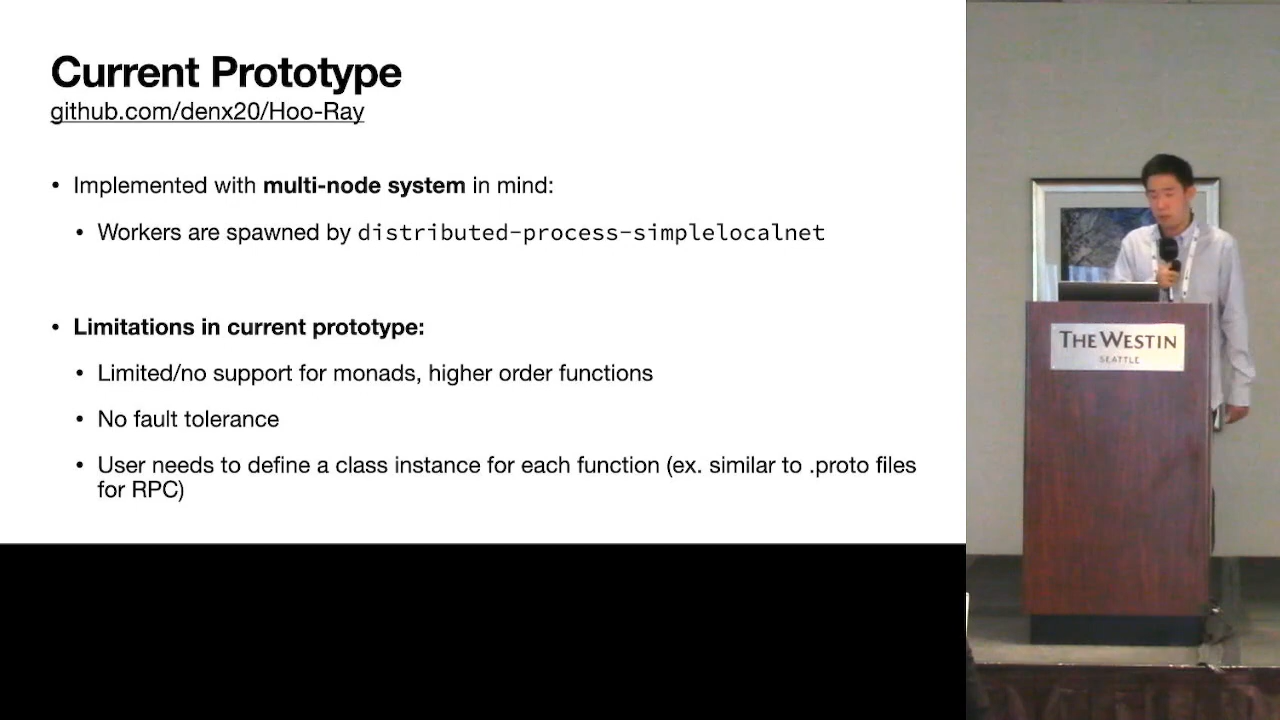 Current Prototype
github.com/denx20/Hoo-Ray
• Implemented with multi-node system in mind:
• Workers are spawned by distributed-process-simplelocalnet
• Limitations in current prototype:
• Limited/no support for monads, higher order functions
• No fault tolerance
• User needs to define a class instance for each function (ex. similar to .proto files
for RPC)
THE WESTIN
SEATTLE